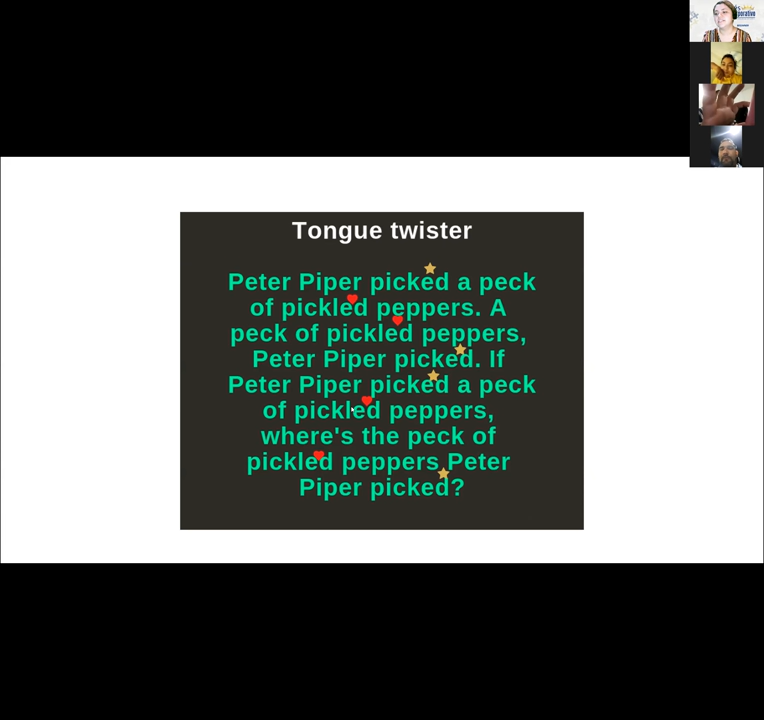 Tongue twister
Peter Piper picked a peck
of pickled peppers. A
peck of pickled peppers,
Peter Piper picked. If
Peter Piper picked a peck
of pickled peppers,
where's the peck of
pickled peppers Peter
Piper picked?